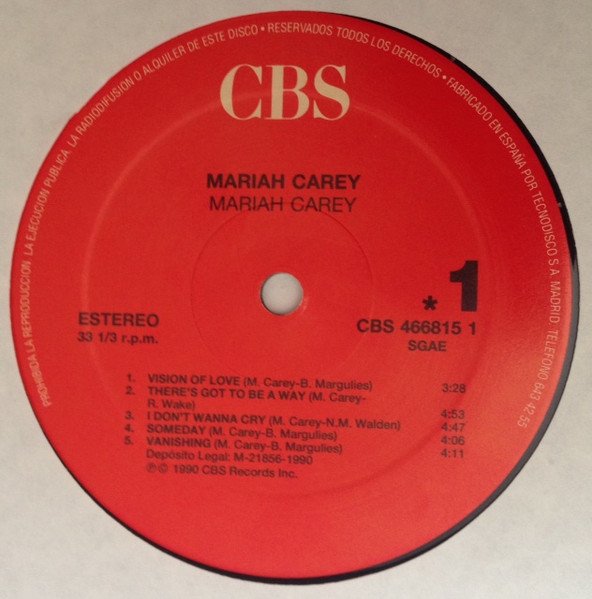 PROHIBIDA LA REPRODUCCION LA EJECUCION PUBLICA, LA RADIODIFUSION O ALQUILER DE ESTE DISCO • RESERVADOS TODOS LOS DERECHOS • FABRICADO EN ESPAÑA POR TECNODISCO S.A. MADRID. TELEFONO 643 42 55
CBS
MARIAH CAREY
MARIAH CAREY
* 1
ESTEREO CBS 466815 1
33 1/3 r.p.m. SGAE
1. VISION OF LOVE (M. Carey-B. Margulies) 3:28
2. THERE'S GOT TO BE A WAY (M. Carey-
R. Wake) 4:53
3. I DON'T WANNA CRY (M. Carey-N.M. Walden) 4:47
4. SOMEDAY (M. Carey-B. Margulies) 4:06
5. VANISHING (M. Carey-B. Margulies) 4:11
Depósito Legal: M-21856-1990
℗ © 1990 CBS Records Inc.